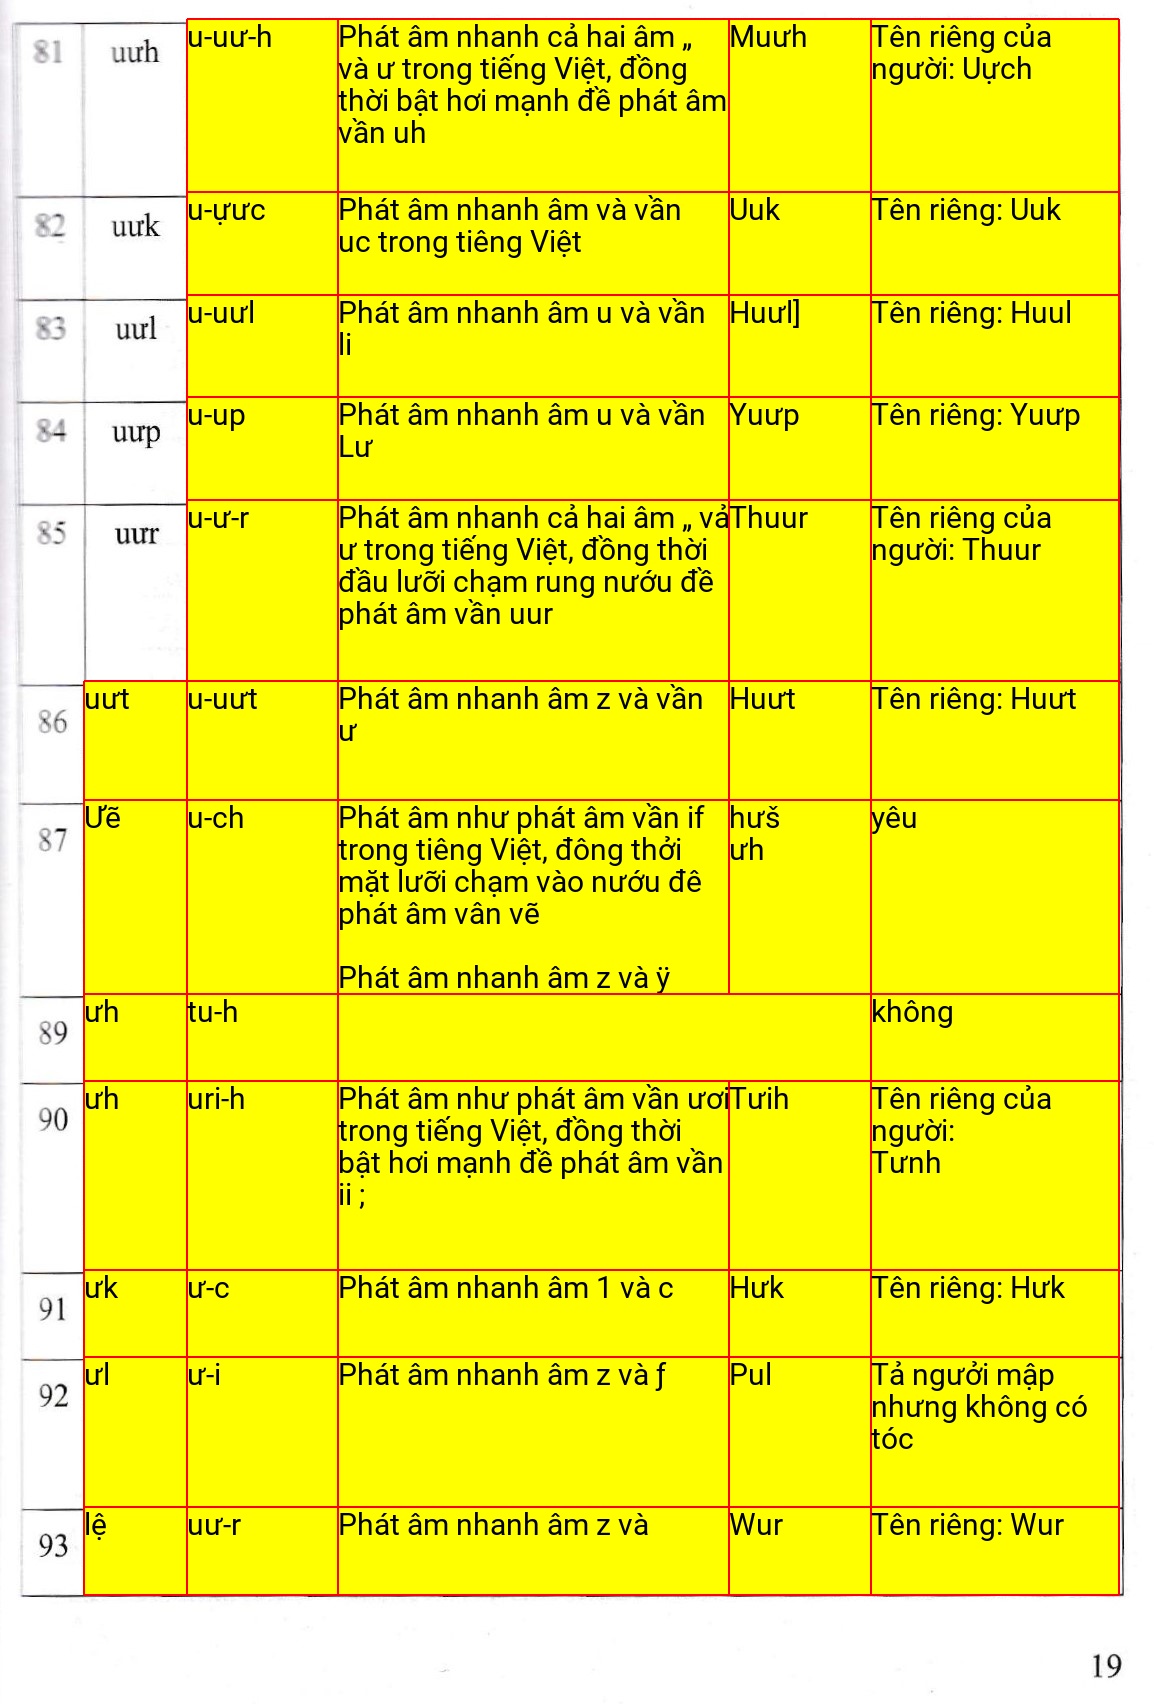 81 uưh u-uư-h Phát âm nhanh cả hai âm „ Muưh Tên riêng của
và ư trong tiếng Việt, đồng người: Uựch
thời bật hơi mạnh đề phát âm
vần uh
82 uưk u-ựưc Phát âm nhanh âm và vần Uuk Tên riêng: Uuk
uc trong tiêng Việt
83 uưl u-uưl Phát âm nhanh âm u và vần Huưl] Tên riêng: Huul
li
84 uưp u-up Phát âm nhanh âm u và vần Yuưp Tên riêng: Yuưp
Lư
85 uưr u-ư-r Phát âm nhanh cả hai âm „ vả Thuur Tên riêng của
ư trong tiếng Việt, đồng thời người: Thuur
đầu lưỡi chạm rung nướu đề
phát âm vần uur
86 uưt u-uưt Phát âm nhanh âm z và vần Huưt Tên riêng: Huưt
ư
87 Ưẽ u-ch Phát âm như phát âm vần if hưš yêu
trong tiêng Việt, đông thởi ưh
mặt lưỡi chạm vào nướu đê
phát âm vân vẽ
Phát âm nhanh âm z và ÿ
89 ưh tu-h không
90 ưh uri-h Phát âm như phát âm vần ươi Tưih Tên riêng của
trong tiếng Việt, đồng thời người:
bật hơi mạnh đề phát âm vần Tưnh
ii ;
91 ưk ư-c Phát âm nhanh âm 1 và c Hưk Tên riêng: Hưk
92 ưl ư-i Phát âm nhanh âm z và ƒ Pul Tả ngưởi mập
nhưng không có
tóc
93 lệ uư-r Phát âm nhanh âm z và Wur Tên riêng: Wur
19